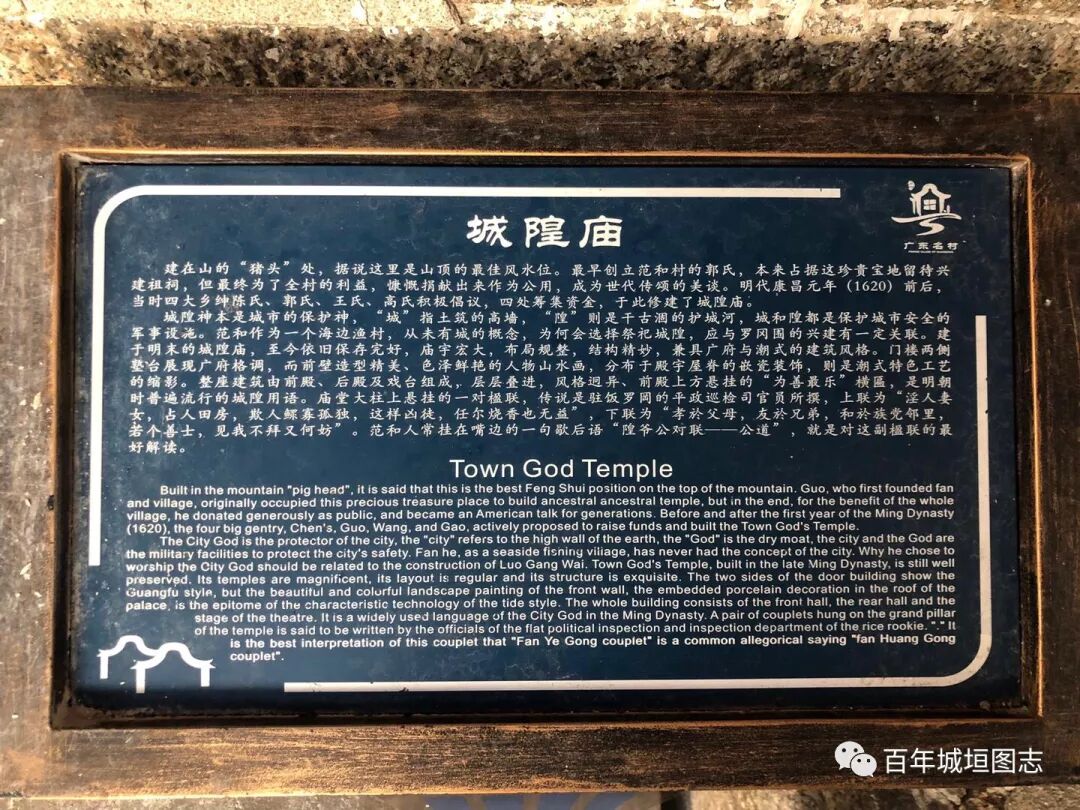 城隍庙
广东名村
建在山的“猪头”处，据说这里是山顶的最佳风水位。最早创立范和村的郭氏，本来占据这珍贵宝地留待兴
建祖祠，但最终为了全村的利益，慷慨捐献出来作为公用，成为世代传颂的美谈。明代康昌元年（1620）前后，
当时四大乡绅陈氏、郭氏、王氏、高氏积极倡议，四处筹集资金，于此修建了城隍庙。
城隍神本是城市的保护神，“城”指土筑的高墙，“隍”则是干古涸的护城河，城和隍都是保护城市安全的
军事设施。范和作为一个海边渔村，从未有城的概念，为何会选择祭祀城隍，应与罗冈围的兴建有一定关联。建
于明末的城隍庙，至今依旧保存完好，庙宇宏大，布局规整，结构精妙，兼具广府与潮式的建筑风格。门楼两侧
塾台展现广府格调，而前壁造型精美、色泽鲜艳的人物山水画，分布于殿宇屋脊的嵌瓷装饰，则是潮式特色工艺
的缩影。整座建筑由前殿、后殿及戏台组成，层层叠进，风格迥异、前殿上方悬挂的“为善最乐”横匾，是明朝
时普遍流行的城隍用语。庙堂大柱上悬挂的一对楹联，传说是驻饭罗冈的平政巡检司官员所撰，上联为“淫人妻
女，占人田房，欺人鳏寡孤独，这样凶徒，任尔烧香也无益”，下联为“孝於父母，友於兄弟，和於族党邻里，
若个善士，见我不拜又何妨”。范和人常挂在嘴边的一句歇后语“隍爷公对联——公道”，就是对这副楹联的最
好解读。
Town God Temple
Built in the mountain "pig head", it is said that this is the best Feng Shui position on the top of the mountain. Guo, who first founded fan
and village, originally occupied this precious treasure place to build ancestral ancestral temple, but in the end, for the benefit of the whole
village, he donated generously as public, and became an American talk for generations. Before and after the first year of the Ming Dynasty
(1620), the four big gentry, Chen's, Guo, Wang, and Gao, actively proposed to raise funds and built the Town God's Temple.
The City God is the protector of the city, the "city" refers to the high wall of the earth, the "God" is the dry moat, the city and the God are
the military facilities to protect the city's safety. Fan he, as a seaside fishing village, has never had the concept of the city. Why he chose to
worship the City God should be related to the construction of Luo Gang Wai. Town God's Temple, built in the late Ming Dynasty, is still well
preserved. Its temples are magnificent, its layout is regular and its structure is exquisite. The two sides of the door building show the
Guangfu style, but the beautiful and colorful landscape painting of the front wall, the embedded porcelain decoration in the roof of the
palace, is the epitome of the characteristic technology of the tide style. The whole building consists of the front hall, the rear hall and the
stage of the theatre. It is a widely used language of the City God in the Ming Dynasty. A pair of couplets hung on the grand pillar
of the temple is said to be written by the officials of the flat political inspection and inspection department of the rice rookie. "." It
is the best interpretation of this couplet that "Fan Ye Gong couplet" is a common allegorical saying "fan Huang Gong
couplet".
百年城垣图志